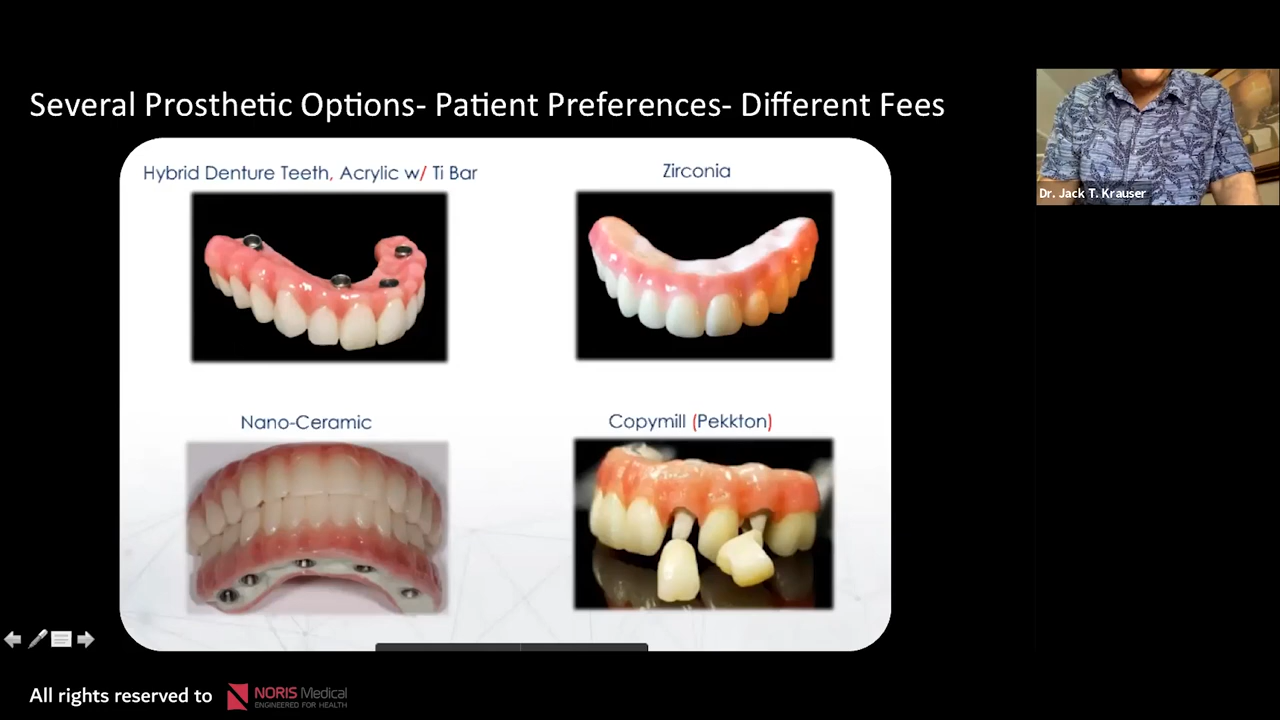 Several Prosthetic Options- Patient Preferences- Different Fees
Dr. Jack T. Krauser
Hybrid Denture Teeth, Acrylic w/ Ti Bar
Zirconia
Nano-Ceramic
Copymill (Pekkton)
All rights reserved to
NORIS Medical
ENGINEERED FOR HEALTH